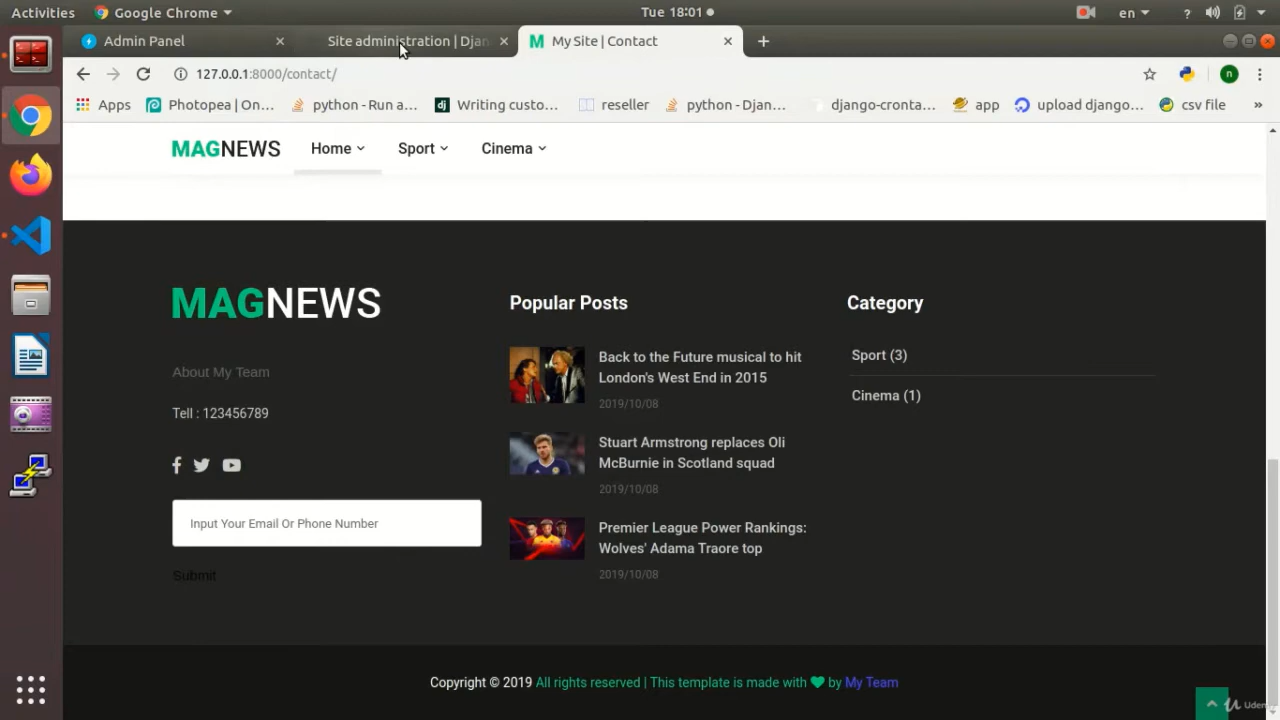 Activities Google Chrome Tue 18:01 en ?
Admin Panel Site administration | Djan My Site | Contact
127.0.0.1:8000/contact/ n
Apps Photopea | On... python - Run a... Writing custo... reseller python - Djan... django-cronta... app upload django... csv file »
MAGNEWS Home Sport Cinema
MAGNEWS
About My Team
Tell : 123456789
Input Your Email Or Phone Number
Submit
Popular Posts
Back to the Future musical to hit
London's West End in 2015
2019/10/08
Stuart Armstrong replaces Oli
McBurnie in Scotland squad
2019/10/08
Premier League Power Rankings:
Wolves' Adama Traore top
2019/10/08
Category
Sport (3)
Cinema (1)
Copyright © 2019 All rights reserved | This template is made with ♥ by My Team